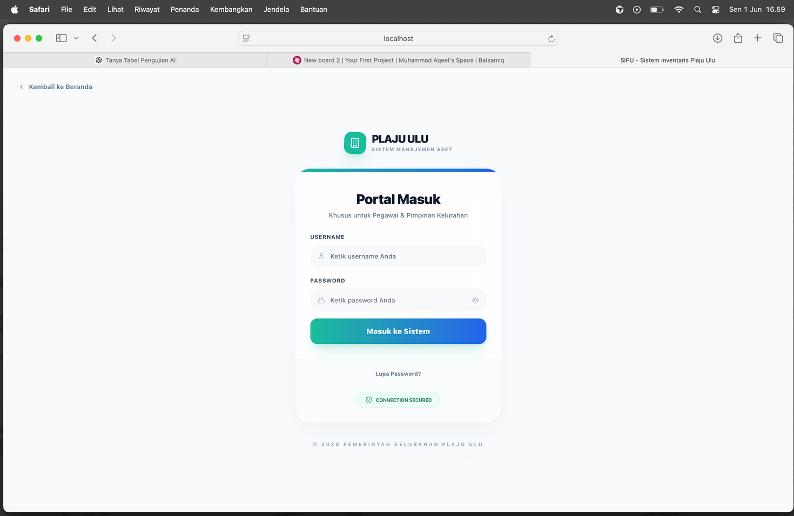 Safari File Edit Lihat Riwayat Penanda Kembangkan Jendela Bantuan Sen 1 Jun 16.59
localhost
Tanya Tabel Pengujian AI New board 2 | Your First Project | Muhammad Aqeel's Space | Balsamiq SIPU - Sistem Inventaris Plaju Ulu
Kembali ke Beranda
PLAJU ULU
SISTEM MANAJEMEN ASET
Portal Masuk
Khusus untuk Pegawai & Pimpinan Kelurahan
USERNAME
Ketik username Anda
PASSWORD
Ketik password Anda
Masuk ke Sistem
Lupa Password?
CONNECTION SECURED
© 2026 PEMERINTAH KELURAHAN PLAJU ULU